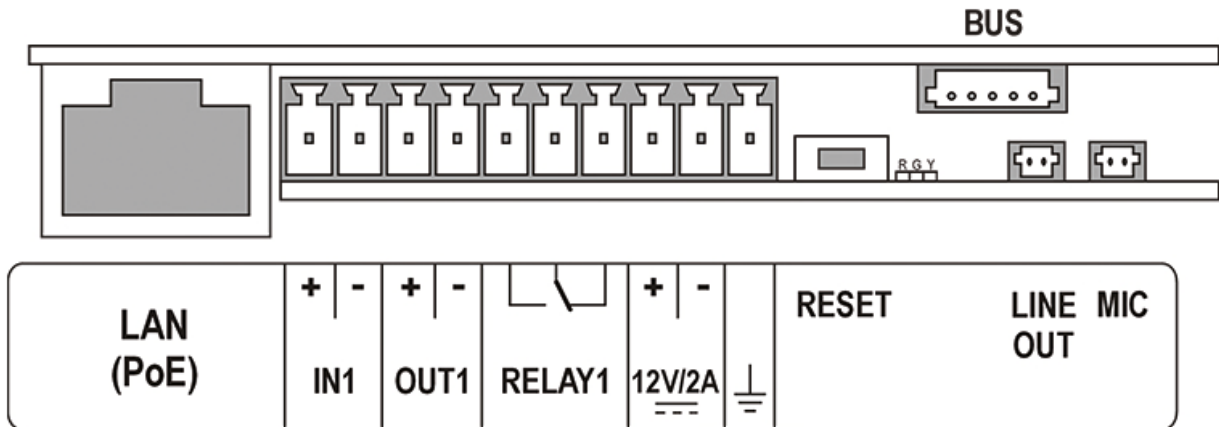 BUS
R G Y
+ - + - + -
LAN
(PoE)
IN1
OUT1
RELAY1
12V/2A
RESET
LINE
OUT
MIC